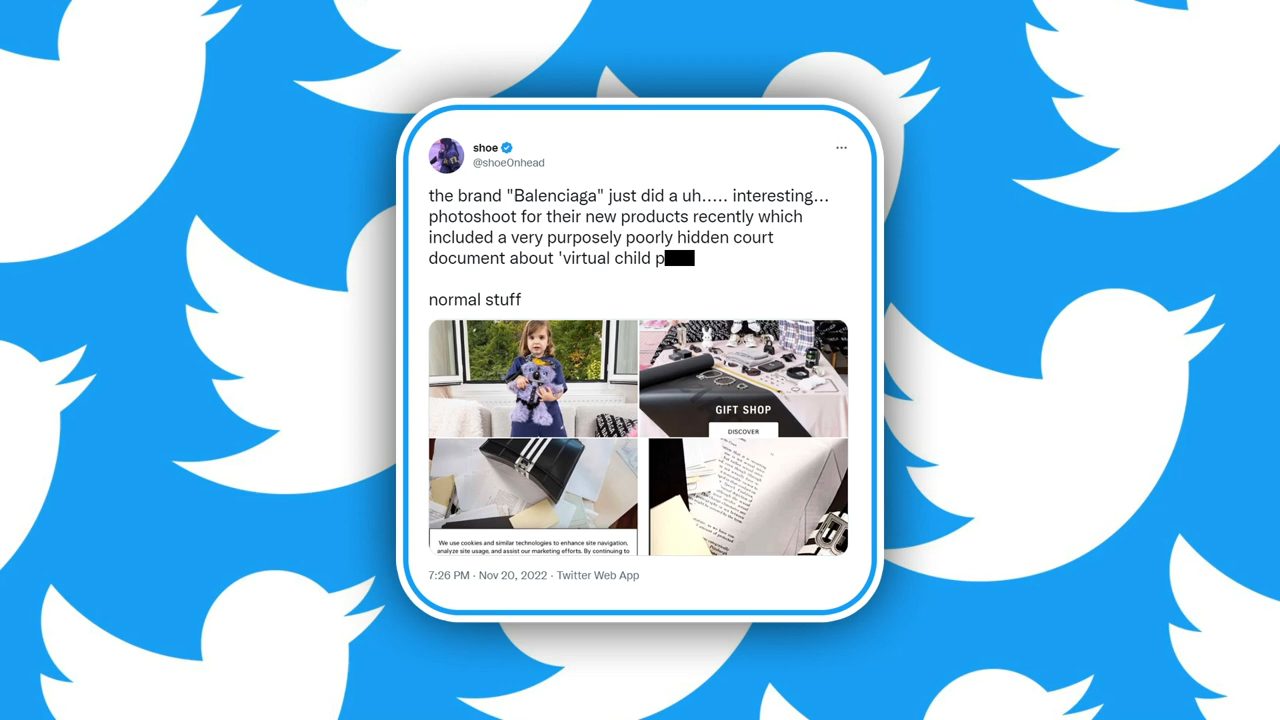 shoe
@shoe0nhead
the brand "Balenciaga" just did a uh..... interesting...
photoshoot for their new products recently which
included a very purposely poorly hidden court
document about 'virtual child p
normal stuff
GIFT SHOP
DISCOVER
We use cookies and similar technologies to enhance site navigation,
analyze site usage, and assist our marketing efforts. By continuing to
7:26 PM · Nov 20, 2022 · Twitter Web App